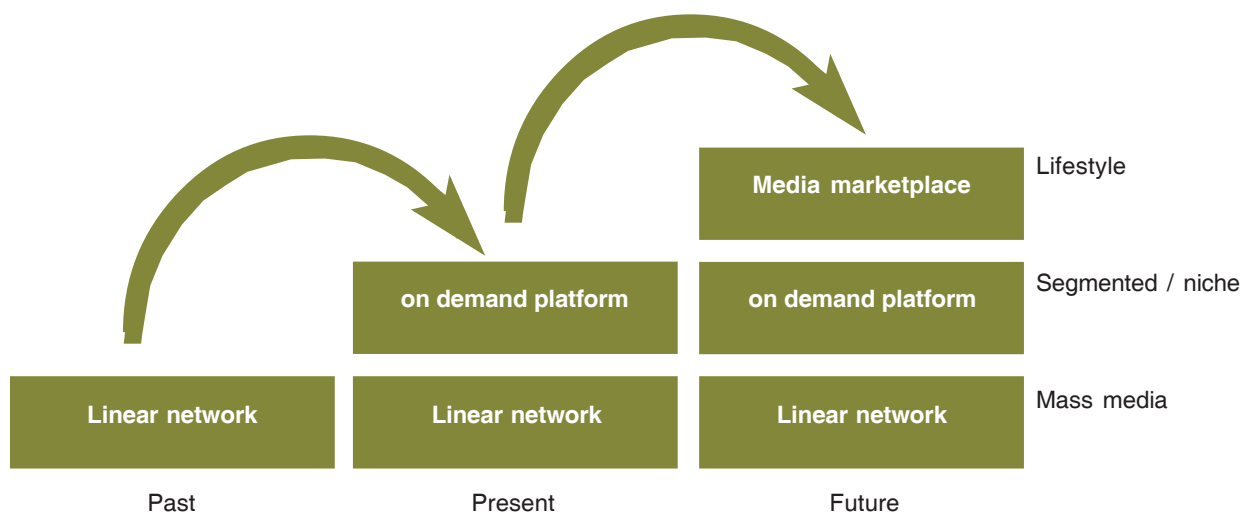 Media marketplace
Lifestyle
on demand platform
on demand platform
Segmented / niche
Linear network
Linear network
Linear network
Mass media
Past
Present
Future